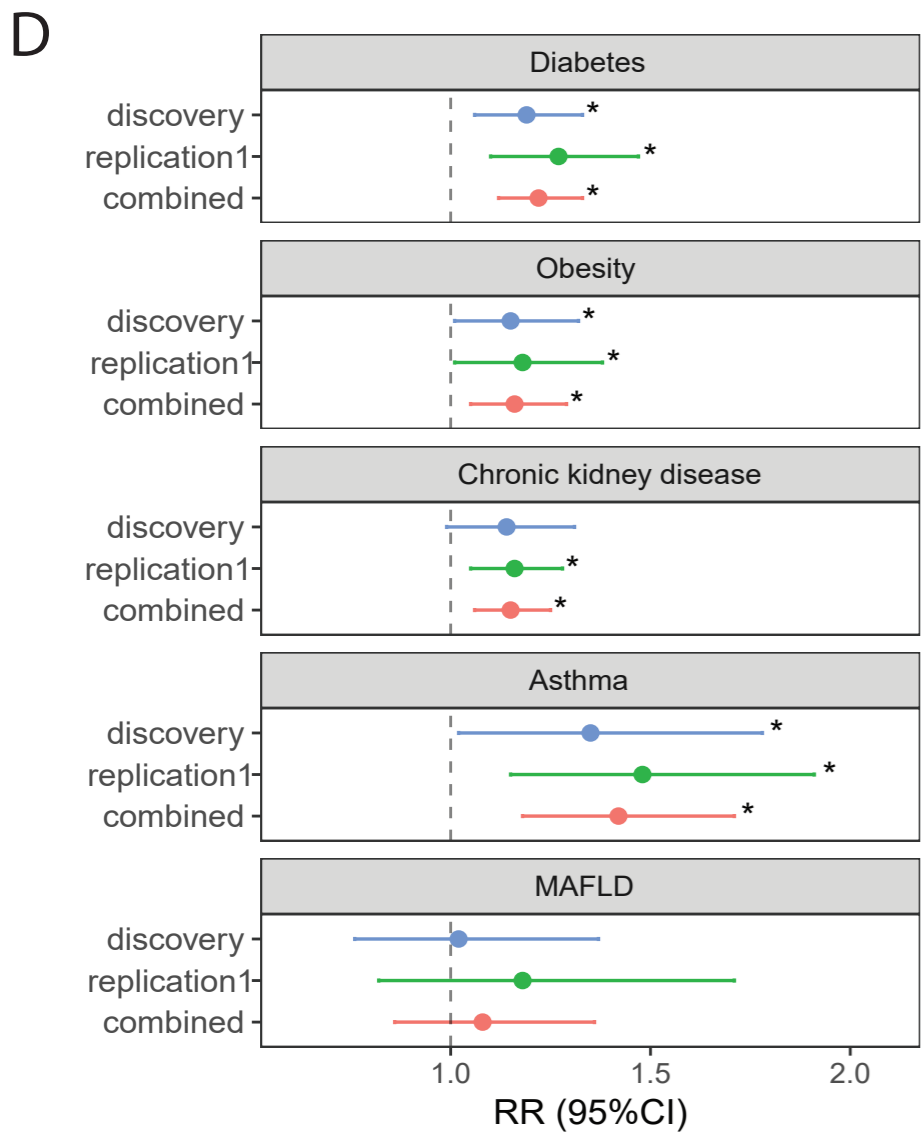 D
Diabetes
discovery *
replication1 *
combined *
Obesity
discovery *
replication1 *
combined *
Chronic kidney disease
discovery
replication1 *
combined *
Asthma
discovery *
replication1 *
combined *
MAFLD
discovery
replication1
combined
1.0 1.5 2.0
RR (95%CI)